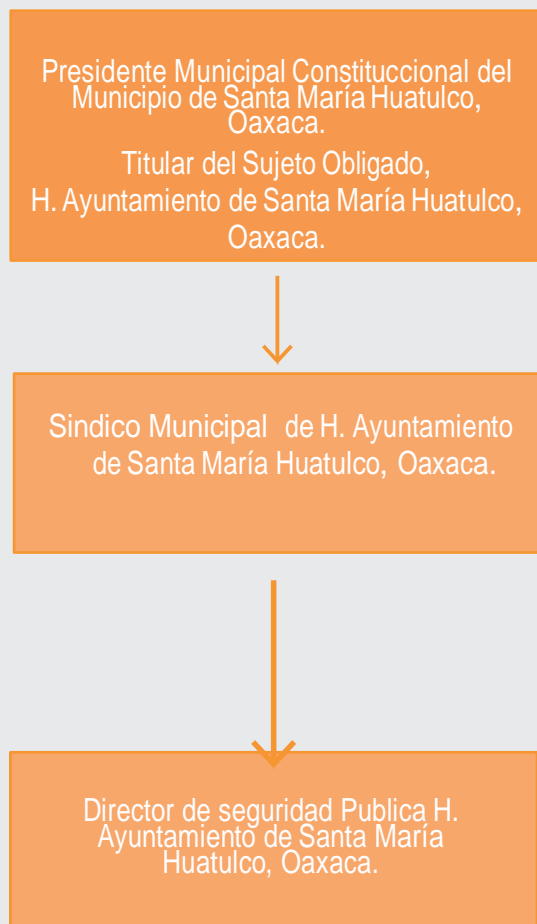 Presidente Municipal Constituccional del
Municipio de Santa María Huatulco,
Oaxaca.
Titular del Sujeto Obligado,
H. Ayuntamiento de Santa María Huatulco,
Oaxaca.
Sindico Municipal de H. Ayuntamiento
de Santa María Huatulco, Oaxaca.
Director de seguridad Publica H.
Ayuntamiento de Santa María
Huatulco, Oaxaca.